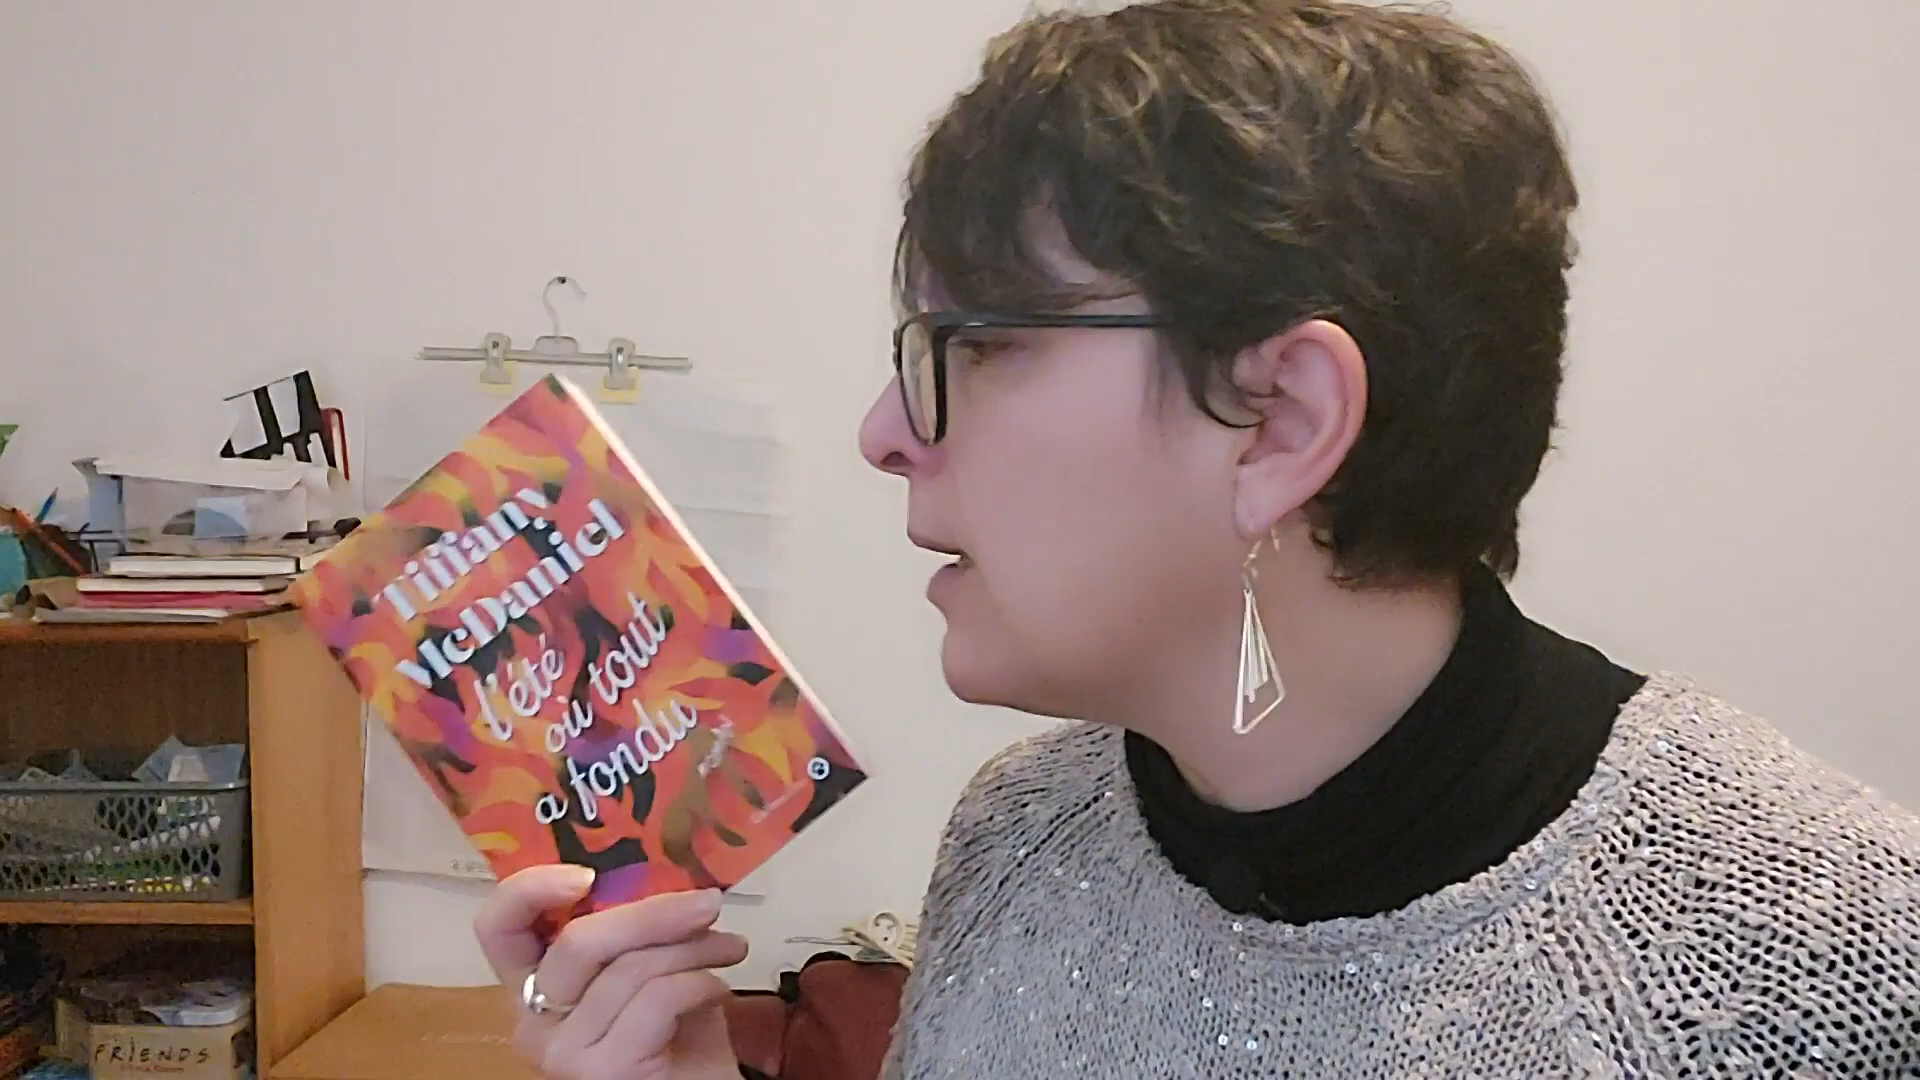 Tiffany
McDaniel
l'été
où tout
a fondu
FRIENDS